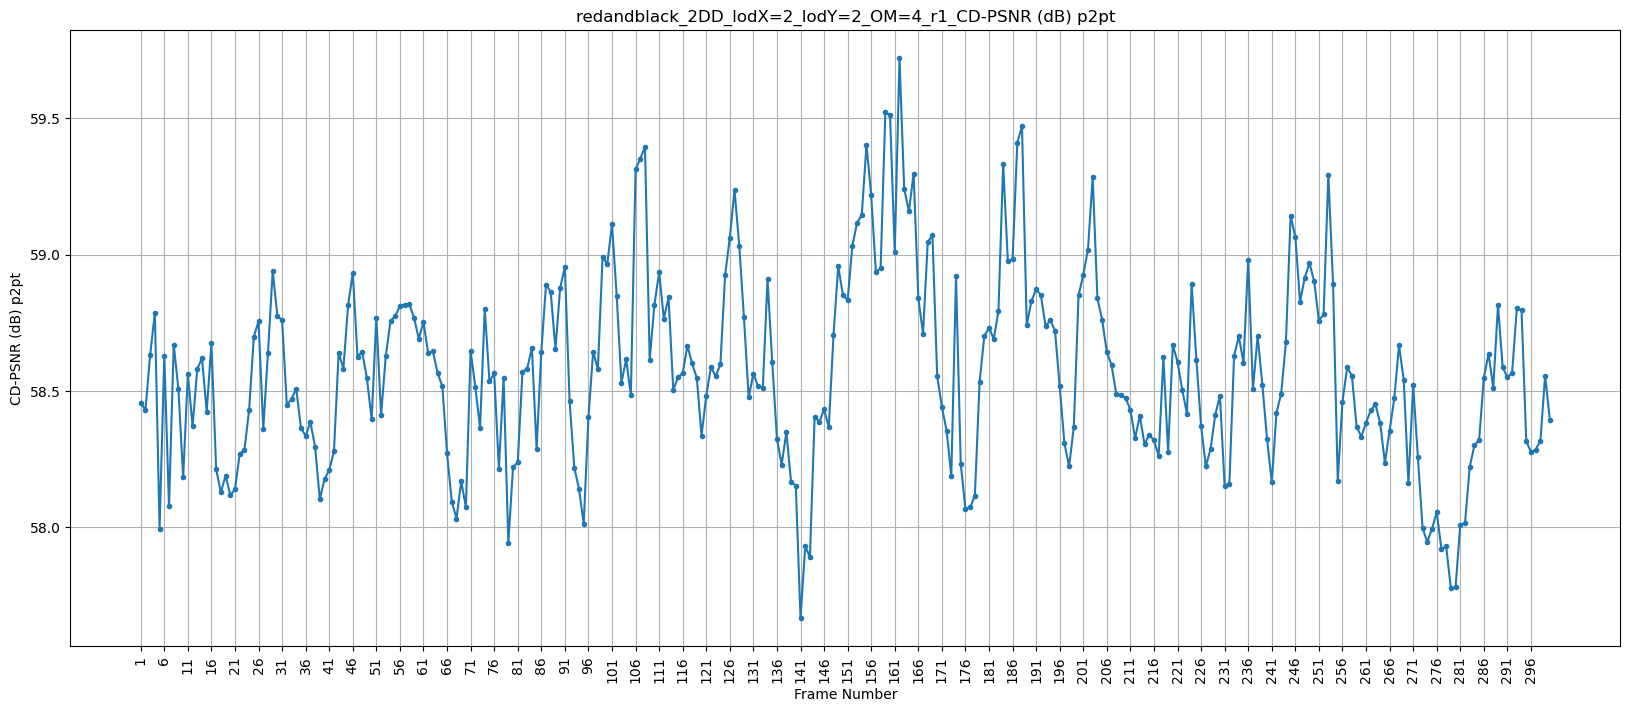 redandblack_2DD_lodX=2_lodY=2_OM=4_r1_CD-PSNR (dB) p2pt
CD-PSNR (dB) p2pt
59.5
59.0
58.5
58.0
1 6 11 16 21 26 31 36 41 46 51 56 61 66 71 76 81 86 91 96 101 106 111 116 121 126 131 136 141 146 151 156 161 166 171 176 181 186 191 196 201 206 211 216 221 226 231 236 241 246 251 256 261 266 271 276 281 286 291 296
Frame Number